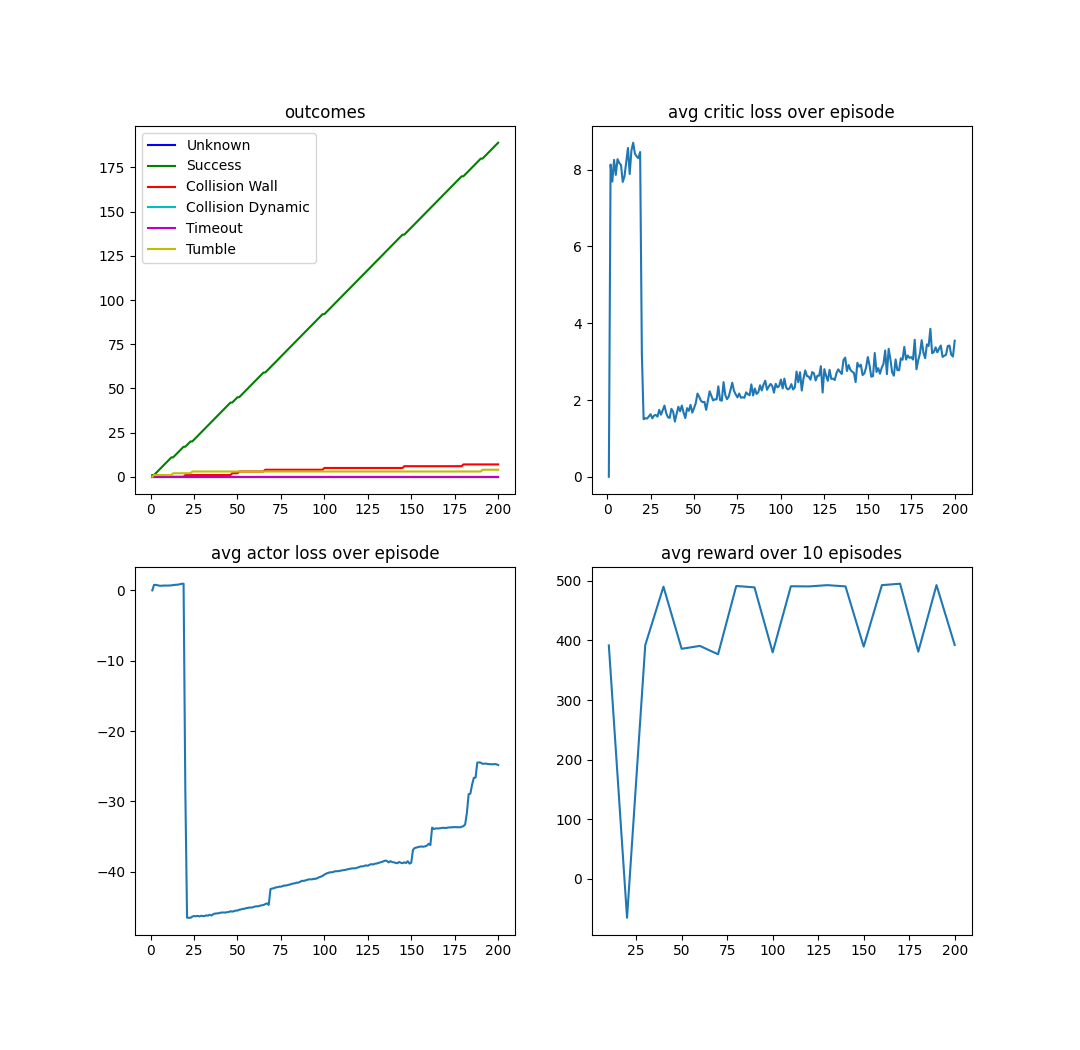 outcomes
Unknown
Success
Collision Wall
Collision Dynamic
Timeout
Tumble
175
150
125
100
75
50
25
0
0 25 50 75 100 125 150 175 200
avg critic loss over episode
8
6
4
2
0
0 25 50 75 100 125 150 175 200
avg actor loss over episode
0
−10
−20
−30
−40
0 25 50 75 100 125 150 175 200
avg reward over 10 episodes
500
400
300
200
100
0
25 50 75 100 125 150 175 200